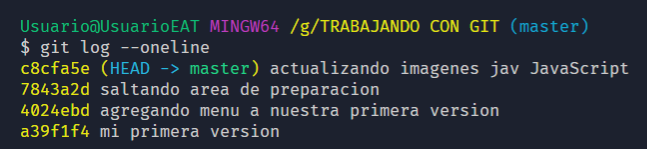 Usuario@UsuarioEAT MINGW64 /g/TRABAJANDO CON GIT (master)
$ git log --oneline
c8cfa5e (HEAD -> master) actualizando imagenes jav JavaScript
7843a2d saltando area de preparacion
4024ebd agregando menu a nuestra primera version
a39f1f4 mi primera version